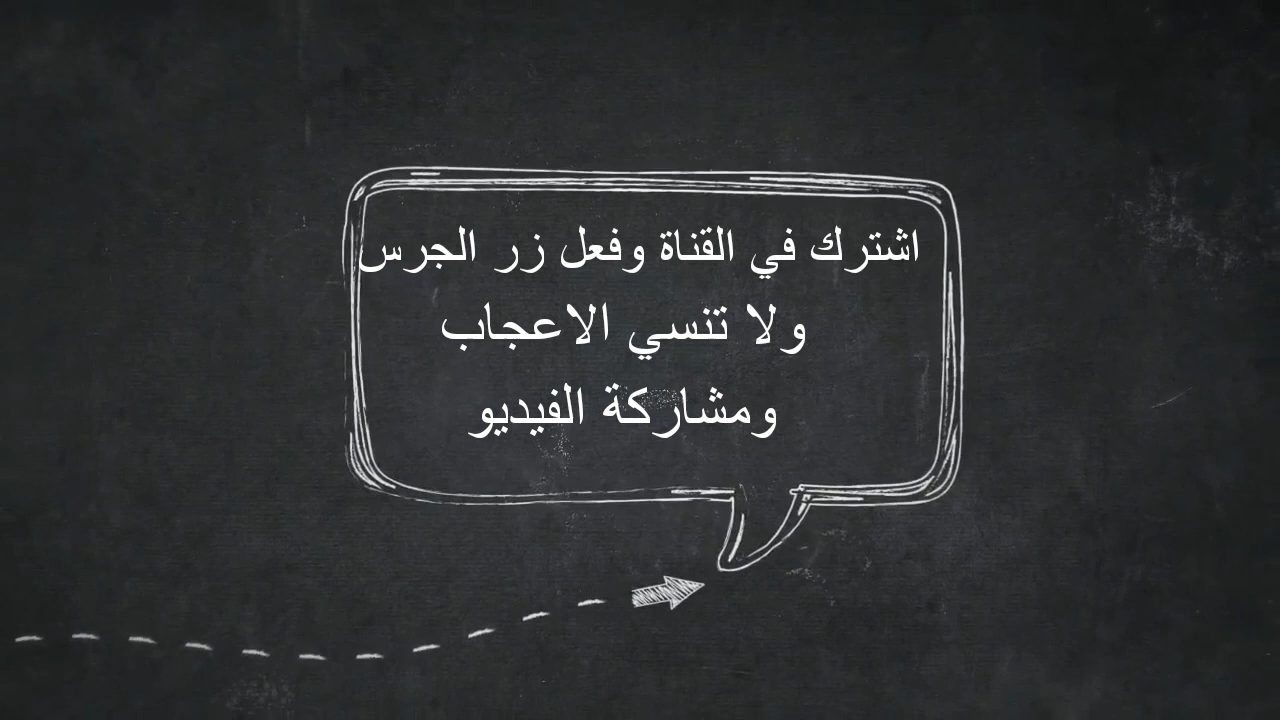 اشترك في القناة وفعل زر الجرس
ولا تنسي الاعجاب
ومشاركة الفيديو